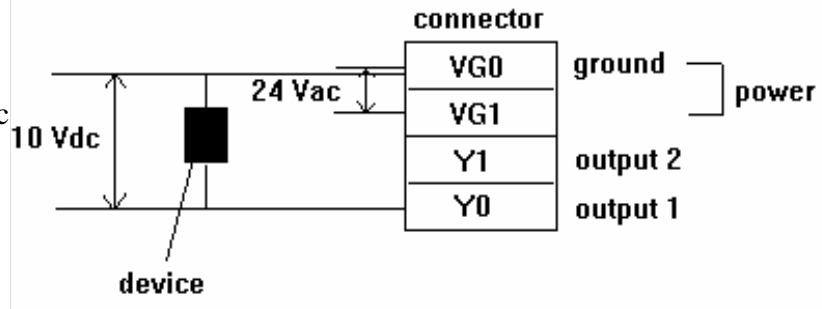 connector
VG0 ground
24 Vac
VG1 power
c
10 Vdc
Y1 output 2
Y0 output 1
device